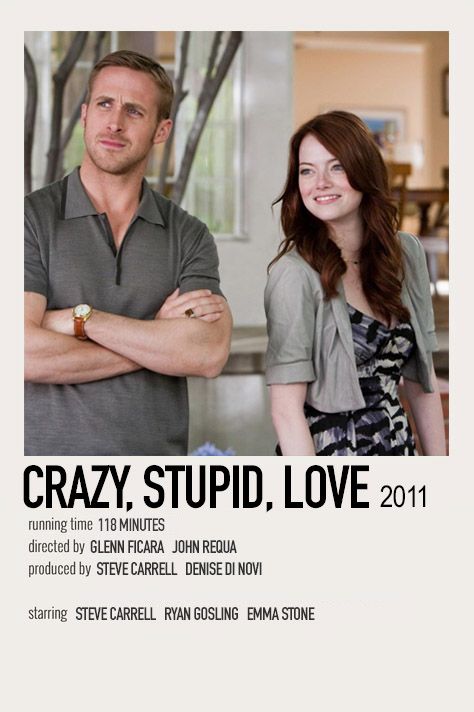 CRAZY, STUPID, LOVE 2011
running time 118 MINUTES
directed by GLENN FICARA JOHN REQUA
produced by STEVE CARRELL DENISE DI NOVI
starring STEVE CARRELL RYAN GOSLING EMMA STONE